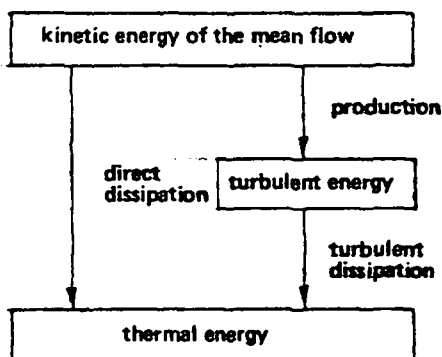 kinetic energy of the mean flow
production
direct
dissipation
turbulent energy
turbulent
dissipation
thermal energy